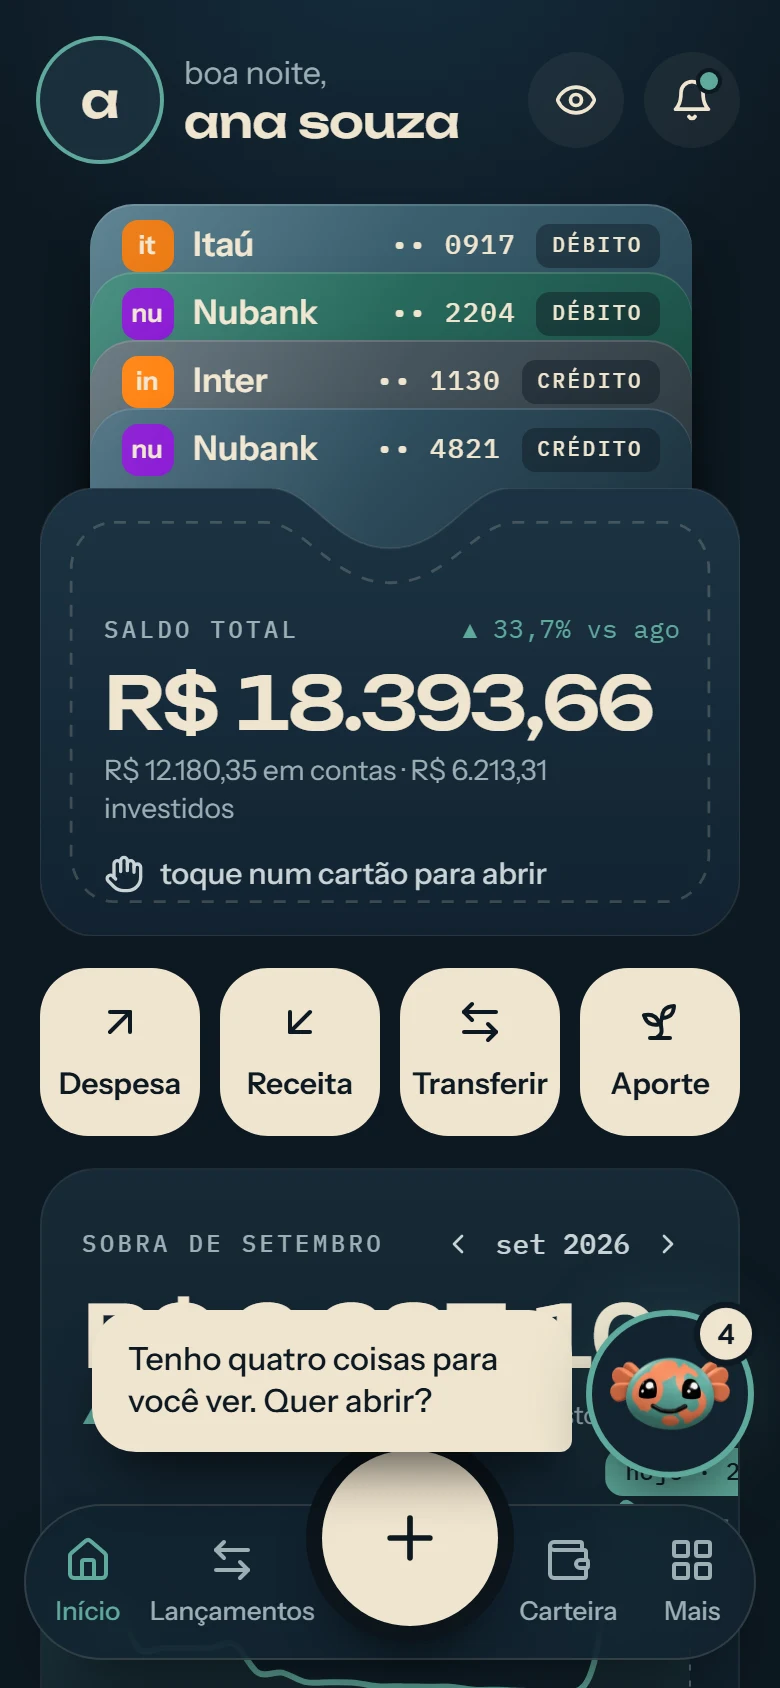 a
boa noite,
ana souza
it Itaú •• 0917 DÉBITO
nu Nubank •• 2204 DÉBITO
in Inter •• 1130 CRÉDITO
nu Nubank •• 4821 CRÉDITO
SALDO TOTAL ▲ 33,7% vs ago
R$ 18.393,66
R$ 12.180,35 em contas · R$ 6.213,31
investidos
toque num cartão para abrir
Despesa Receita Transferir Aporte
SOBRA DE SETEMBRO < set 2026 >
4
Tenho quatro coisas para
você ver. Quer abrir?
Início Lançamentos + Carteira Mais